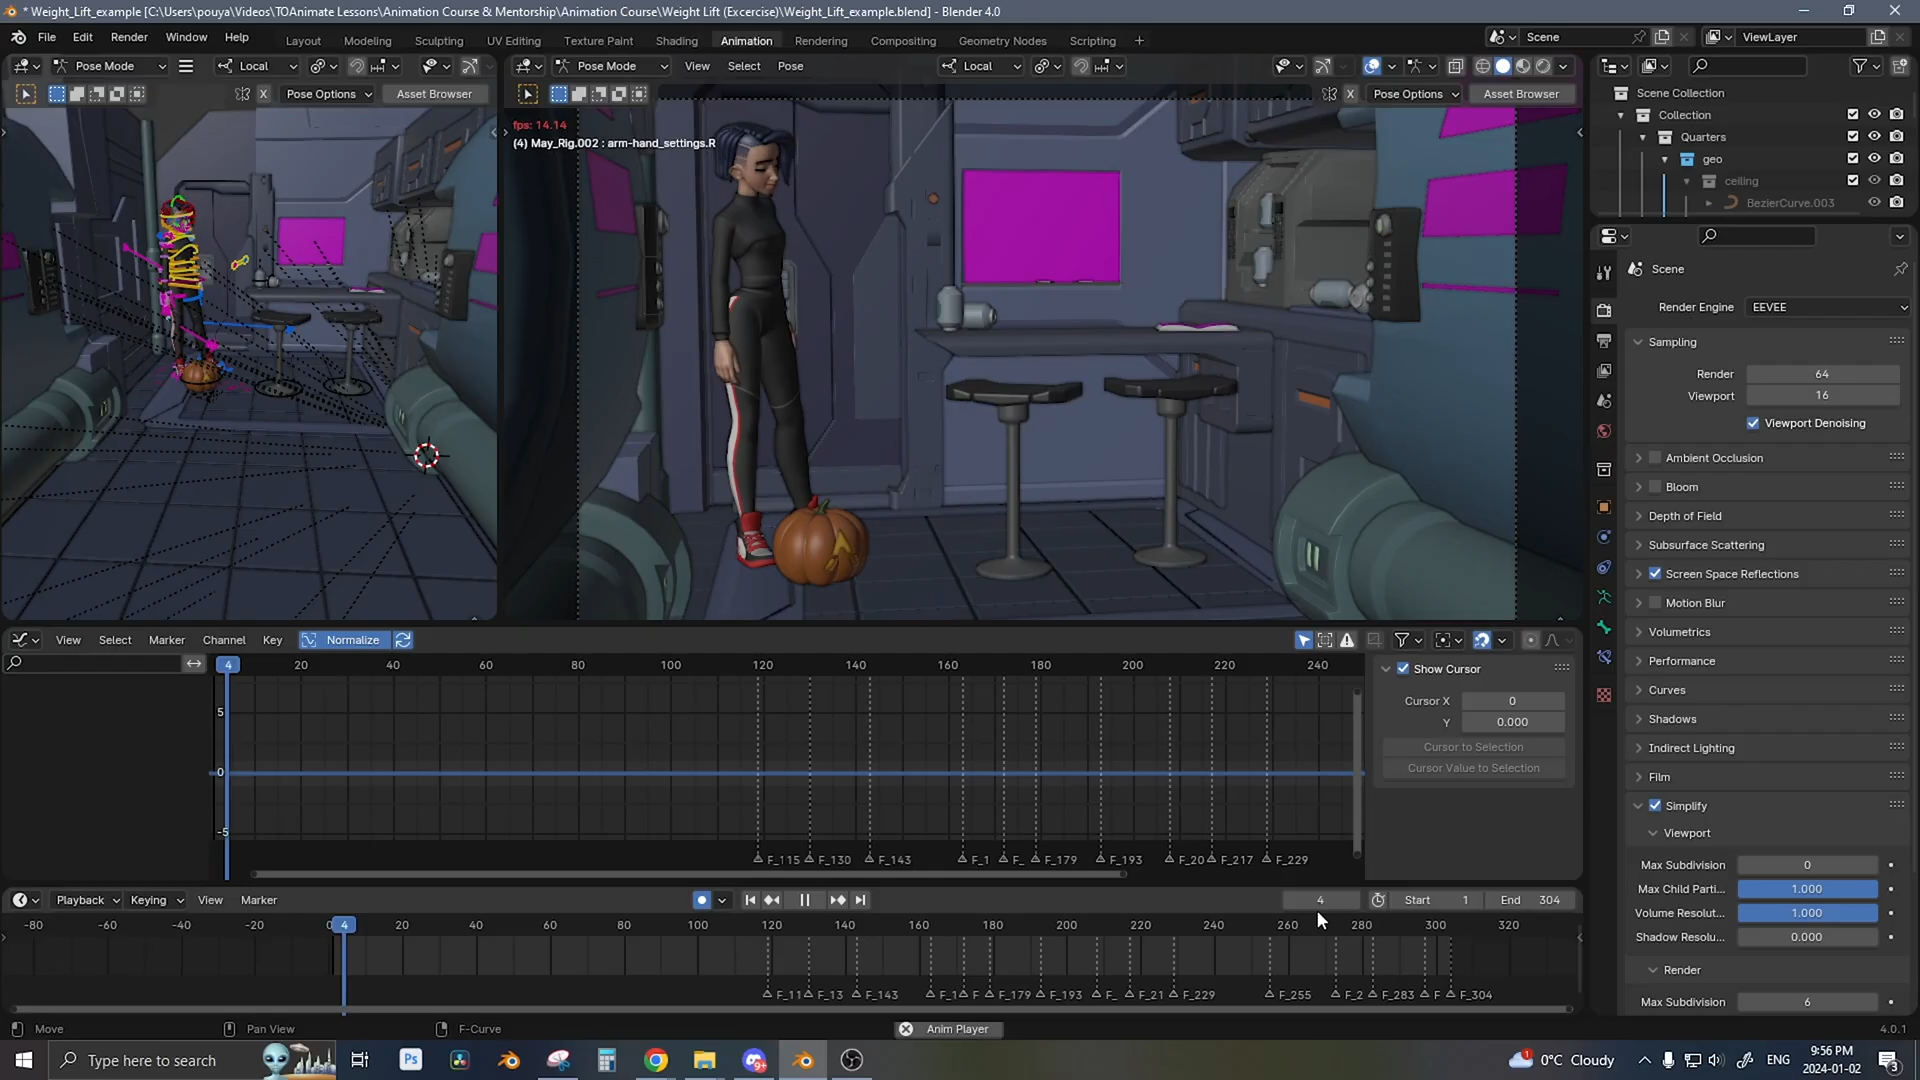 * Weight_Lift_example [C:\Users\pouya\Videos\TOAnimate Lessons\Animation Course & Mentorship\Animation Course\Weight Lift (Excercise)\Weight_Lift_example.blend] - Blender 4.0
File Edit Render Window Help Layout Modeling Sculpting UV Editing Texture Paint Shading Animation Rendering Compositing Geometry Nodes Scripting + Scene ViewLayer
Pose Mode Local Pose Mode View Select Pose Local
X Pose Options Asset Browser X Pose Options Asset Browser
Scene Collection
Collection
Quarters
geo
ceiling
BezierCurve.003
fps: 14.14
(4) May_Rig.002 : arm-hand_settings.R
Scene
Render Engine EEVEE
Sampling
Render 64
Viewport 16
Viewport Denoising
Ambient Occlusion
Bloom
Depth of Field
Subsurface Scattering
Screen Space Reflections
Motion Blur
Volumetrics
Performance
Curves
Shadows
Indirect Lighting
Film
Simplify
Viewport
Max Subdivision 0
Max Child Parti... 1.000
Volume Resolut... 1.000
Shadow Resolu... 0.000
Render
Max Subdivision 6
View Select Marker Channel Key Normalize
4 20 40 60 80 100 120 140 160 180 200 220 240
5
0
-5
F_115 F_130 F_143 F_1 F_ F_179 F_193 F_20 F_217 F_229
Show Cursor
Cursor X 0
Y 0.000
Cursor to Selection
Cursor Value to Selection
Playback Keying View Marker 4 Start 1 End 304
-80 -60 -40 -20 0 4 20 40 60 80 100 120 140 160 180 200 220 240 260 280 300 320
F_11 F_13 F_143 F_1 F F_179 F_193 F_ F_21 F_229 F_255 F_2 F_283 F F_304
Move Pan View F-Curve Anim Player 4.0.1
Type here to search Ps 9+ 1 0°C Cloudy ENG 9:56 PM
2024-01-02 3